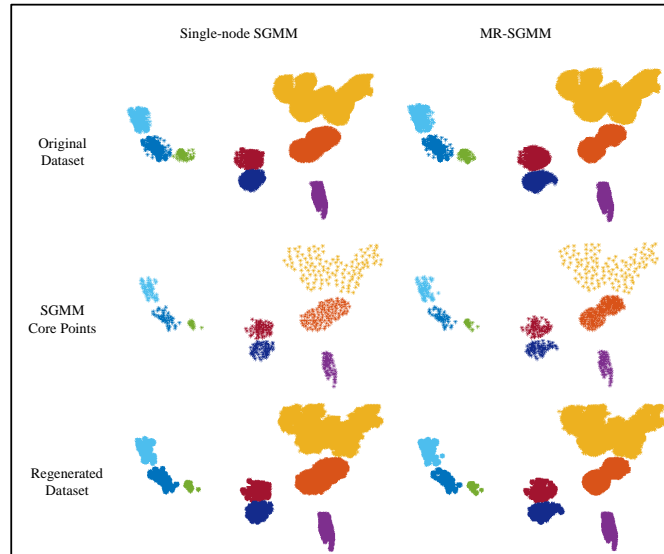 Single-node SGMM
MR-SGMM
Original
Dataset
SGMM
Core Points
Regenerated
Dataset